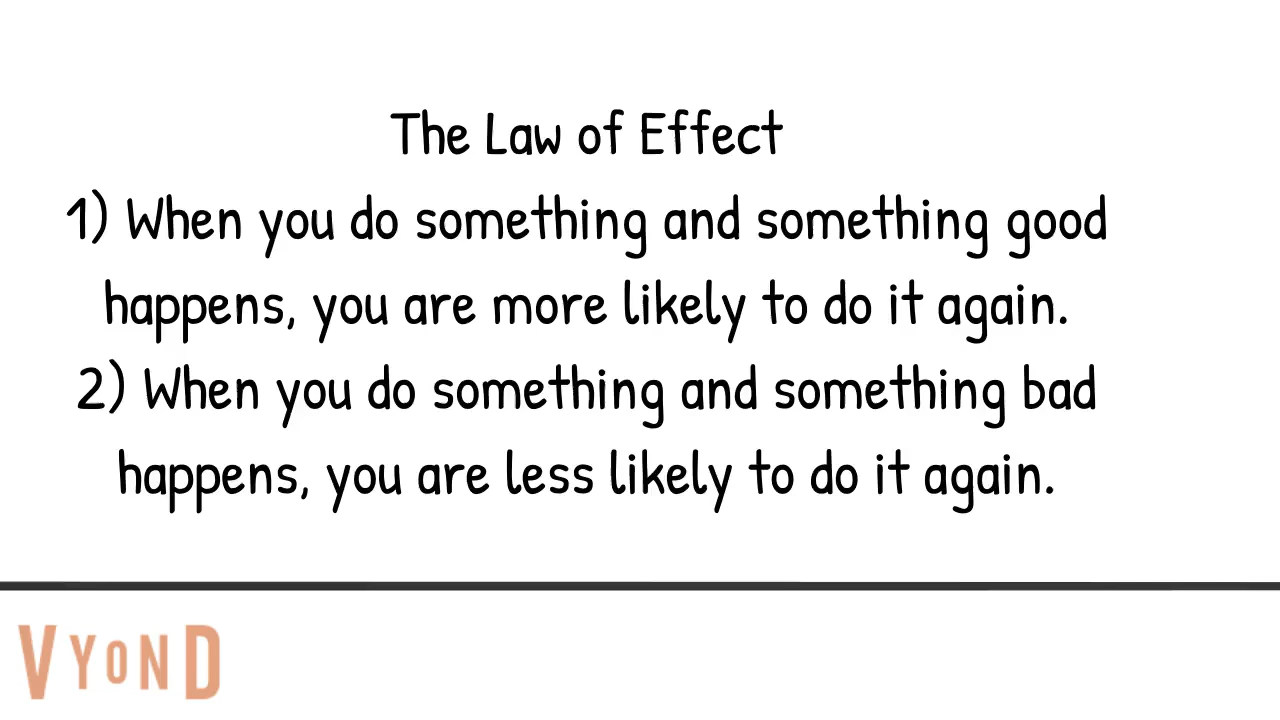 The Law of Effect
1) When you do something and something good
happens, you are more likely to do it again.
2) When you do something and something bad
happens, you are less likely to do it again.
VYOND